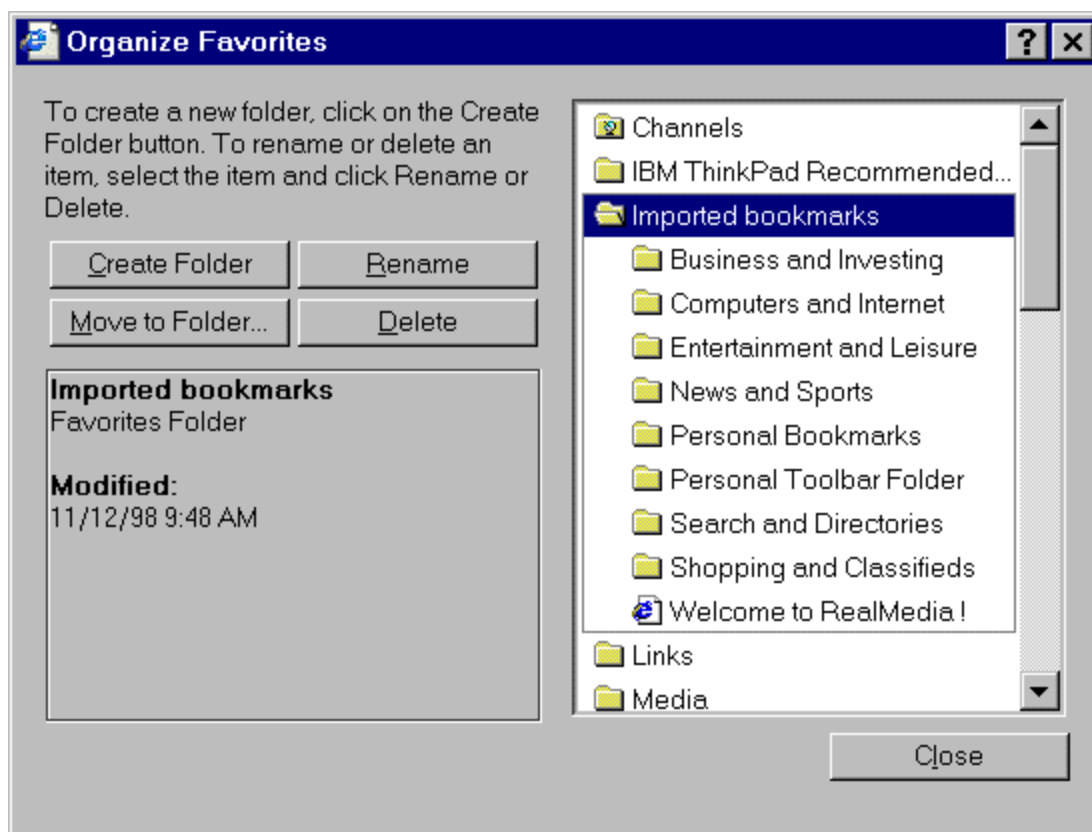 Organize Favorites
To create a new folder, click on the Create
Folder button. To rename or delete an
item, select the item and click Rename or
Delete.
Create Folder
Rename
Move to Folder...
Delete
Imported bookmarks
Favorites Folder
Modified:
11/12/98 9:48 AM
Channels
IBM ThinkPad Recommended...
Imported bookmarks
Business and Investing
Computers and Internet
Entertainment and Leisure
News and Sports
Personal Bookmarks
Personal Toolbar Folder
Search and Directories
Shopping and Classifieds
Welcome to RealMedia !
Links
Media
Close